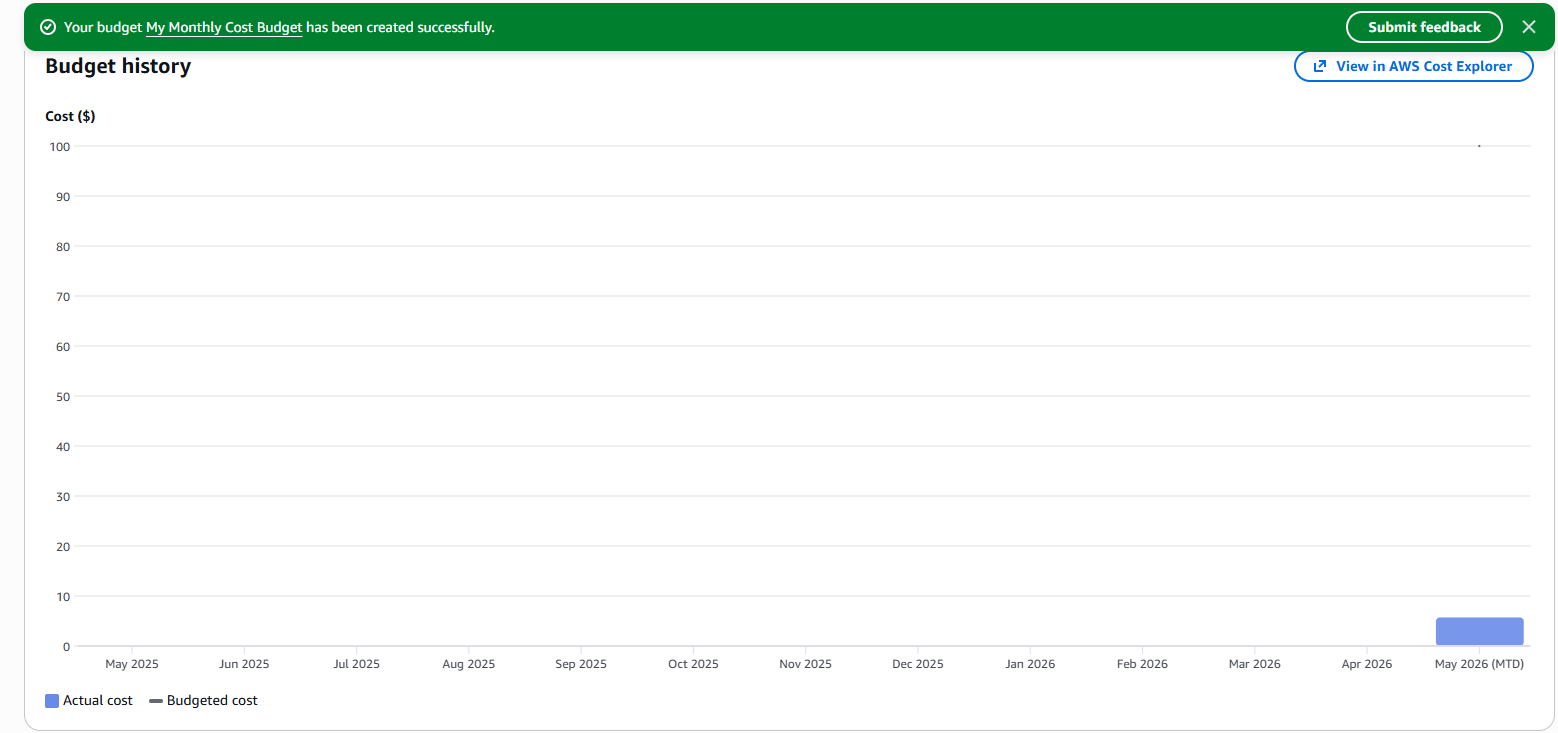 Your budget My Monthly Cost Budget has been created successfully.
Submit feedback
Budget history
View in AWS Cost Explorer
Cost ($)
100
90
80
70
60
50
40
30
20
10
0
May 2025
Jun 2025
Jul 2025
Aug 2025
Sep 2025
Oct 2025
Nov 2025
Dec 2025
Jan 2026
Feb 2026
Mar 2026
Apr 2026
May 2026 (MTD)
Actual cost
Budgeted cost